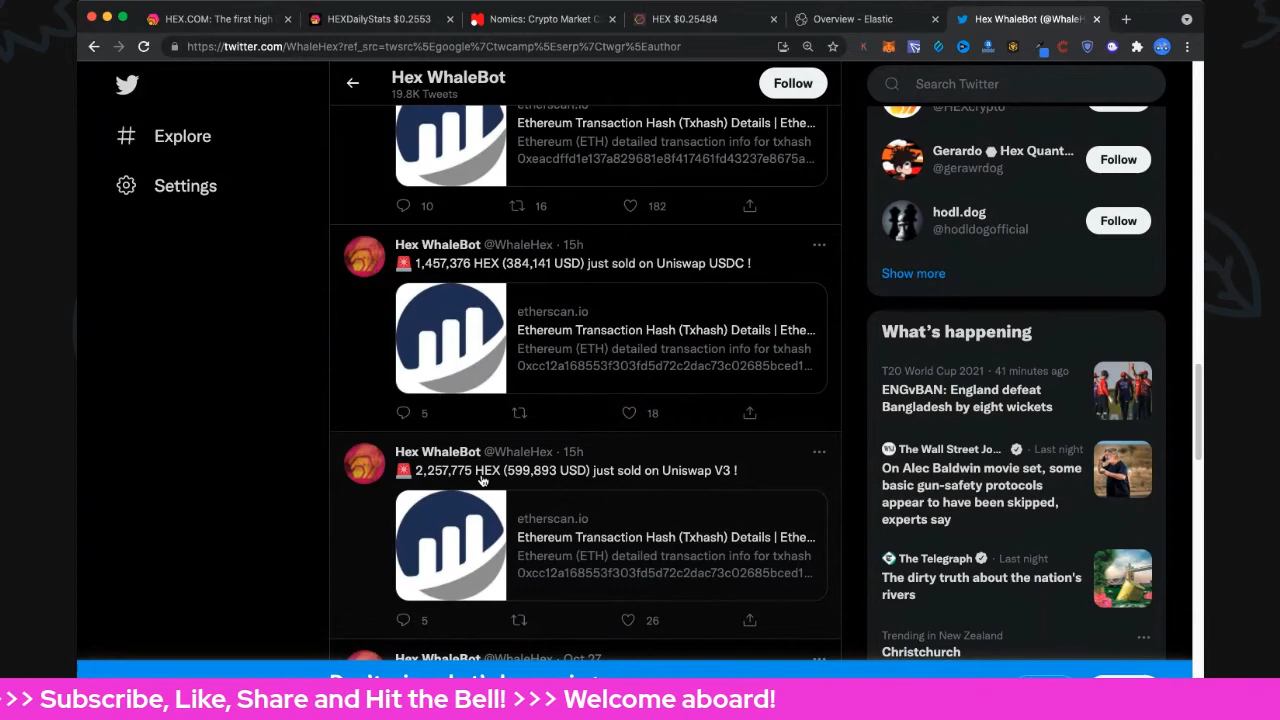 HEX.COM: The first high
HEXDailyStats $0.2553
Nomics: Crypto Market C
HEX $0.25484
Overview - Elastic
Hex WhaleBot (@WhaleH
https://twitter.com/WhaleHex?ref_src=twsrc%5Egoogle%7Ctwcamp%5Eserp%7Ctwgr%5Eauthor
Explore
Settings
Hex WhaleBot
19.8K Tweets
Follow
etherscan.io
Ethereum Transaction Hash (Txhash) Details | Ethe...
Ethereum (ETH) detailed transaction info for txhash
0xeacdffd1e137a829681e8f417461fd43237e8675a...
10
16
182
Hex WhaleBot @WhaleHex · 15h
🚨 1,457,376 HEX (384,141 USD) just sold on Uniswap USDC !
etherscan.io
Ethereum Transaction Hash (Txhash) Details | Ethe...
Ethereum (ETH) detailed transaction info for txhash
0xcc12a168553f303fd5d72c2dac73c02685bced1...
5
18
Hex WhaleBot @WhaleHex · 15h
🚨 2,257,775 HEX (599,893 USD) just sold on Uniswap V3 !
etherscan.io
Ethereum Transaction Hash (Txhash) Details | Ethe...
Ethereum (ETH) detailed transaction info for txhash
0xcc12a168553f303fd5d72c2dac73c02685bced1...
5
26
Hex WhaleBot @WhaleHex · Oct 27
Search Twitter
@HEXcrypto
Gerardo ⬣ Hex Quant...
@gerawrdog
Follow
hodl.dog
@hodldogofficial
Follow
Show more
What's happening
T20 World Cup 2021 · 41 minutes ago
ENGvBAN: England defeat
Bangladesh by eight wickets
The Wall Street Jo... · Last night
On Alec Baldwin movie set, some
basic gun-safety protocols
appear to have been skipped,
experts say
The Telegraph · Last night
The dirty truth about the nation's
rivers
Trending in New Zealand
Christchurch
>> Subscribe, Like, Share and Hit the Bell! >>> Welcome aboard!